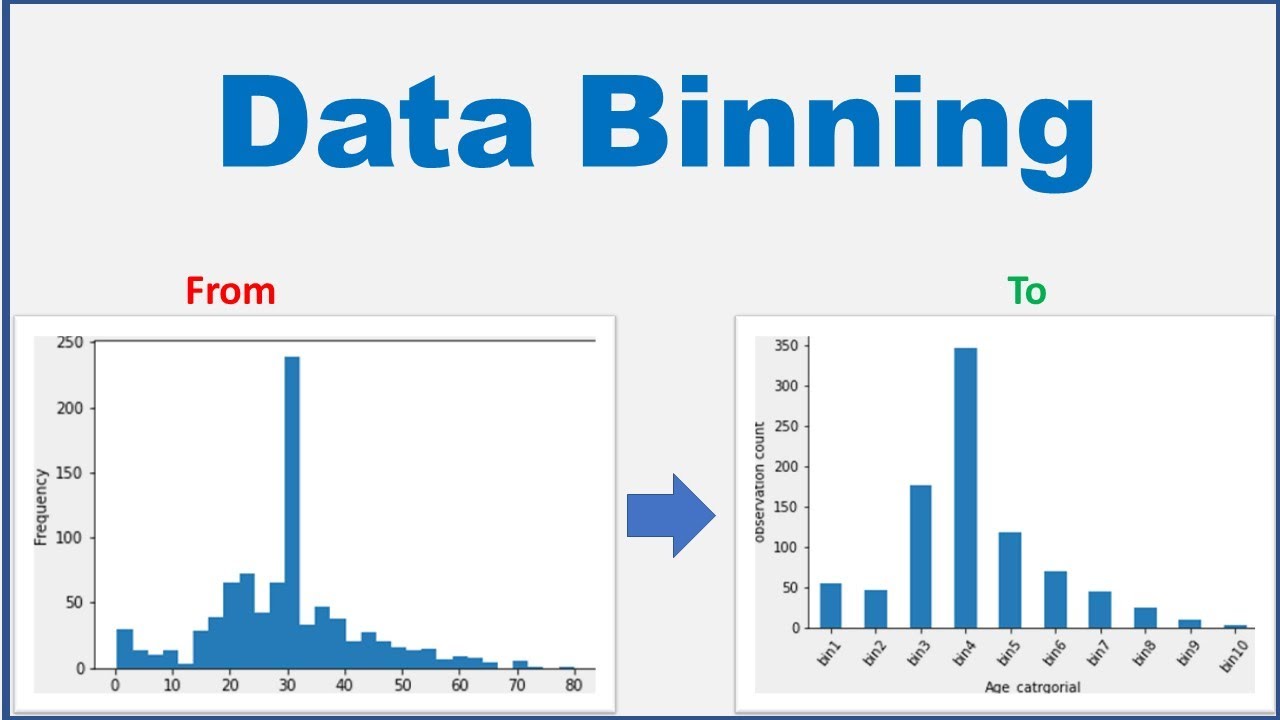 Data Binning
From
To
250
200
150
100
50
0
Frequency
0 10 20 30 40 50 60 70 80
350
300
250
200
150
100
50
0
observation count
bin1 bin2 bin3 bin4 bin5 bin6 bin7 bin8 bin9 bin10
Age catrgorial